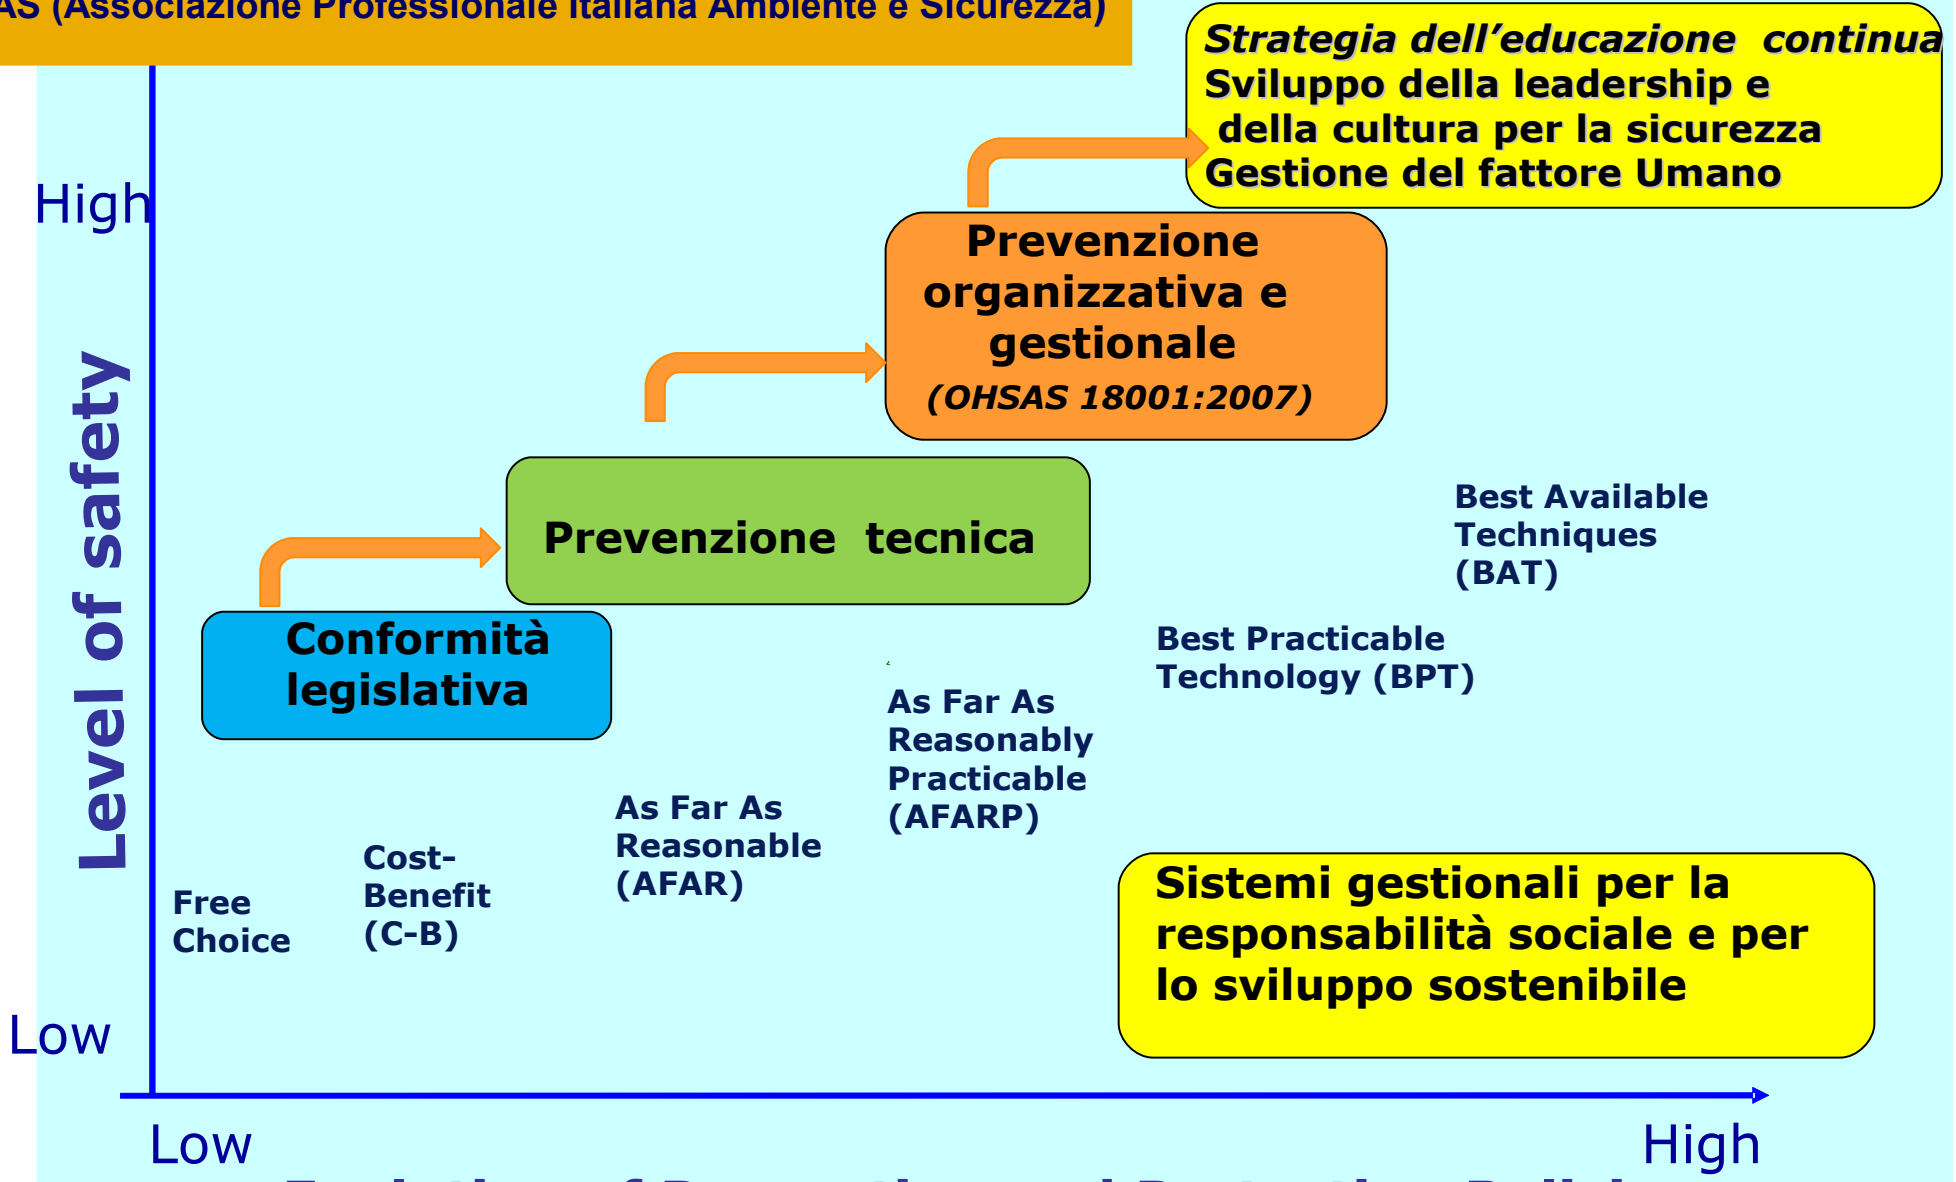 (Associazione Professionale Italiana Ambiente e Sicurezza)
Strategia dell’educazione continua
Sviluppo della leadership e
della cultura per la sicurezza
Gestione del fattore Umano
High
Prevenzione
organizzativa e
gestionale
(OHSAS 18001:2007)
Level of safety
Prevenzione tecnica
Best Available
Techniques
(BAT)
Conformità
legislativa
Best Practicable
Technology (BPT)
As Far As
Reasonably
Practicable
(AFARP)
As Far As
Reasonable
(AFAR)
Cost-
Benefit
(C-B)
Free
Choice
Sistemi gestionali per la
responsabilità sociale e per
lo sviluppo sostenibile
Low
Low
High